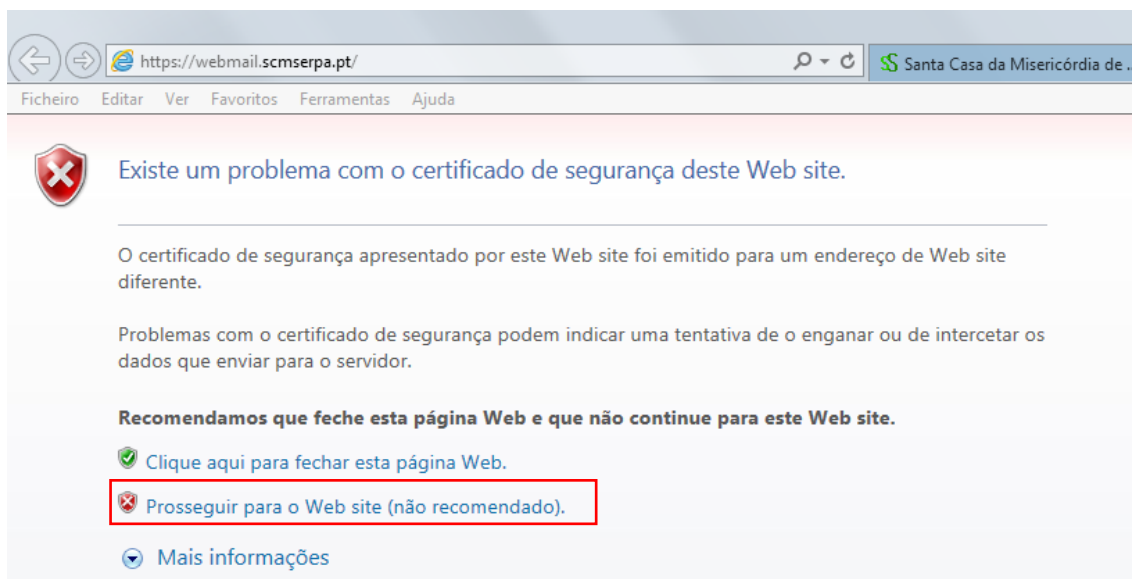 https://webmail.scmserpa.pt/
Santa Casa da Misericórdia de ...
Ficheiro Editar Ver Favoritos Ferramentas Ajuda
Existe um problema com o certificado de segurança deste Web site.
O certificado de segurança apresentado por este Web site foi emitido para um endereço de Web site
diferente.
Problemas com o certificado de segurança podem indicar uma tentativa de o enganar ou de intercetar os
dados que enviar para o servidor.
Recomendamos que feche esta página Web e que não continue para este Web site.
Clique aqui para fechar esta página Web.
Prosseguir para o Web site (não recomendado).
Mais informações